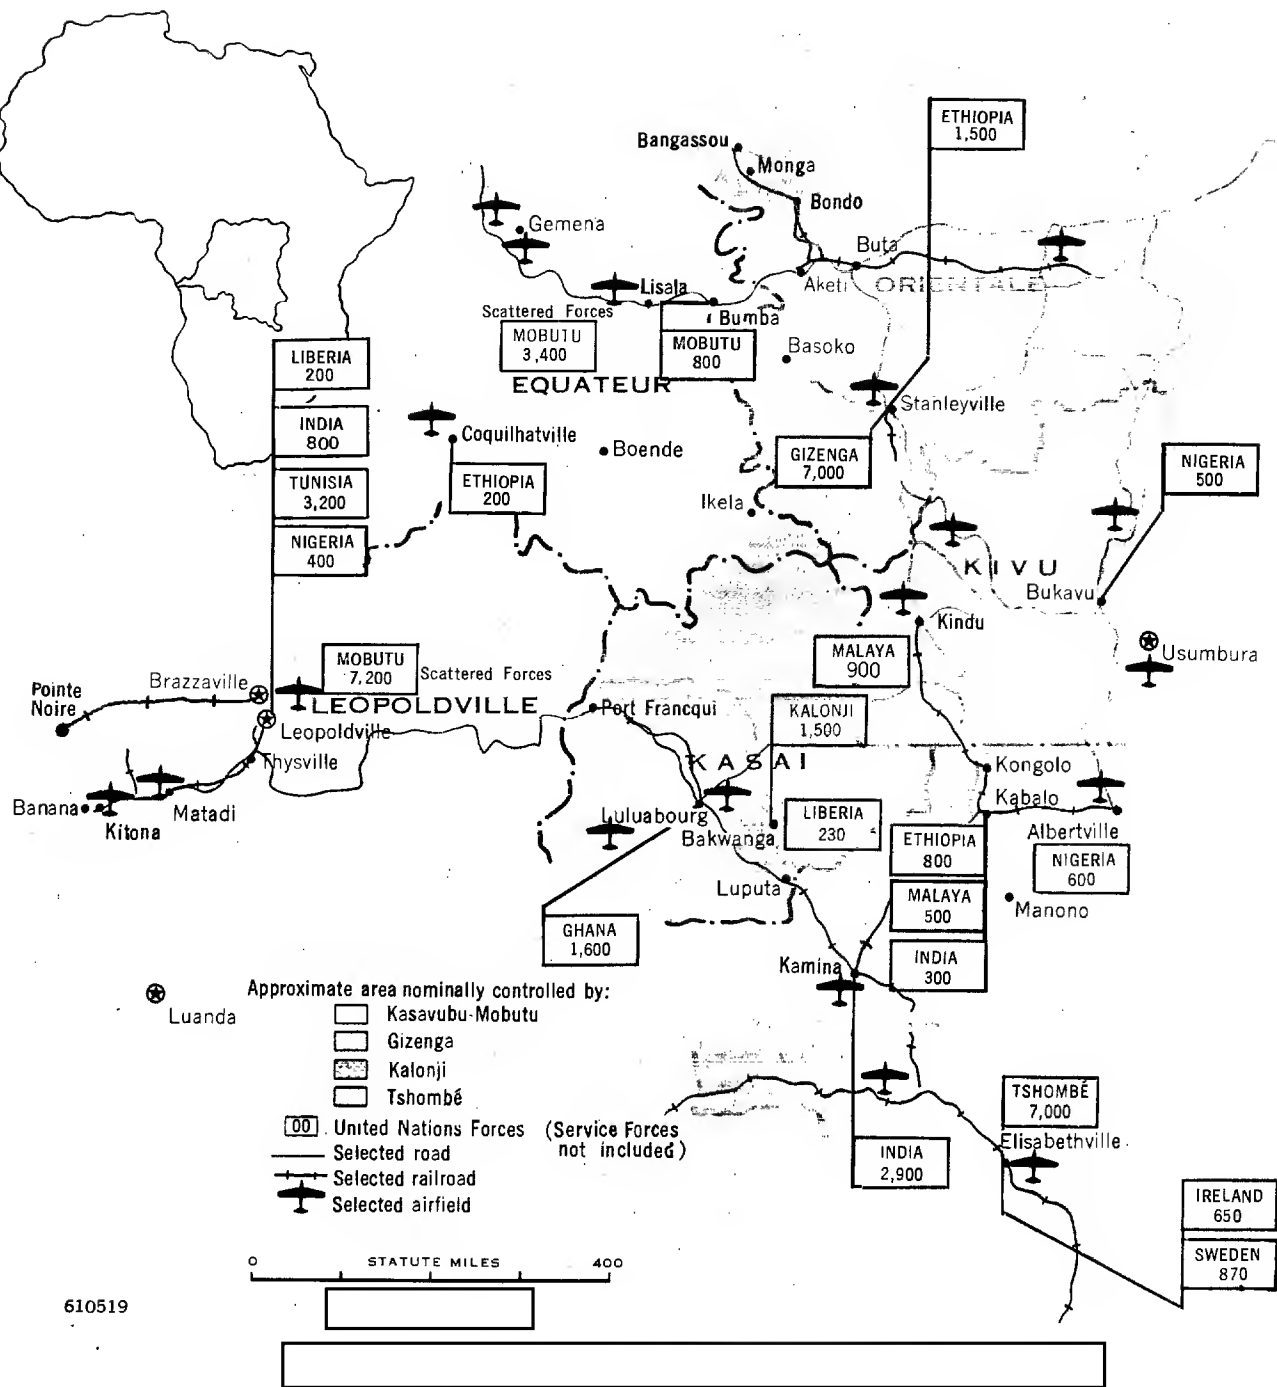 ETHIOPIA
1,500
Bangassou
Monga
Bondo
Gemena
Buta
Aketi
ORIENTALE
Lisala
Bumba
Scattered Forces
MOBUTU
3,400
MOBUTU
800
Basoko
EQUATEUR
LIBERIA
200
INDIA
800
TUNISIA
3,200
NIGERIA
400
Stanleyville
Coquilhatville
Boende
GIZENGA
7,000
NIGERIA
500
ETHIOPIA
200
Ikela
KIVU
Bukavu
Kindu
Usumbura
MALAYA
900
MOBUTU
7,200
Scattered Forces
Brazzaville
Pointe
Noire
LEOPOLDVILLE
Port Francqui
KALONJI
1,500
Leopoldville
Thysville
KASAI
Kongolo
Kabalo
Banana
Kitona
Matadi
Luluabourg
Bakwanga
LIBERIA
230
ETHIOPIA
800
Albertville
NIGERIA
600
Luputa
MALAYA
500
Manono
GHANA
1,600
INDIA
300
Kamina
Luanda
Approximate area nominally controlled by:
Kasavubu-Mobutu
Gizenga
Kalonji
Tshombé
00 United Nations Forces (Service Forces
not included)
Selected road
Selected railroad
Selected airfield
TSHOMBÉ
7,000
Elisabethville
INDIA
2,900
IRELAND
650
SWEDEN
870
0 STATUTE MILES 400
610519